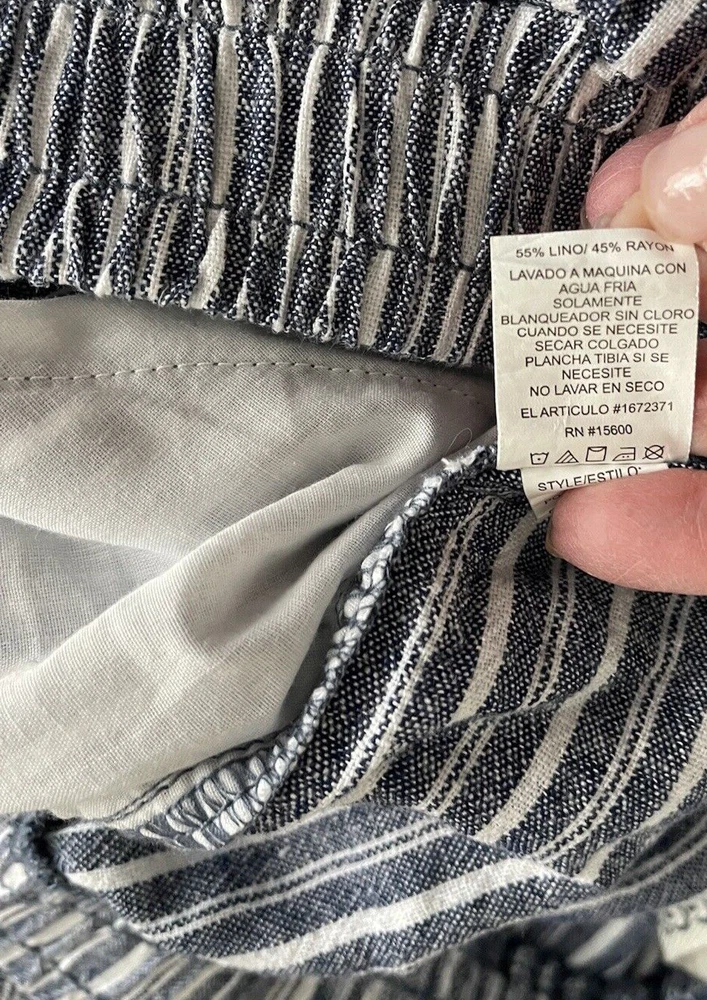 55% LINO/ 45% RAYON
LAVADO A MAQUINA CON
AGUA FRIA
SOLAMENTE
BLANQUEADOR SIN CLORO
CUANDO SE NECESITE
SECAR COLGADO
PLANCHA TIBIA SI SE
NECESITE
NO LAVAR EN SECO
EL ARTICULO #1672371
RN #15600
STYLE/ESTILO: